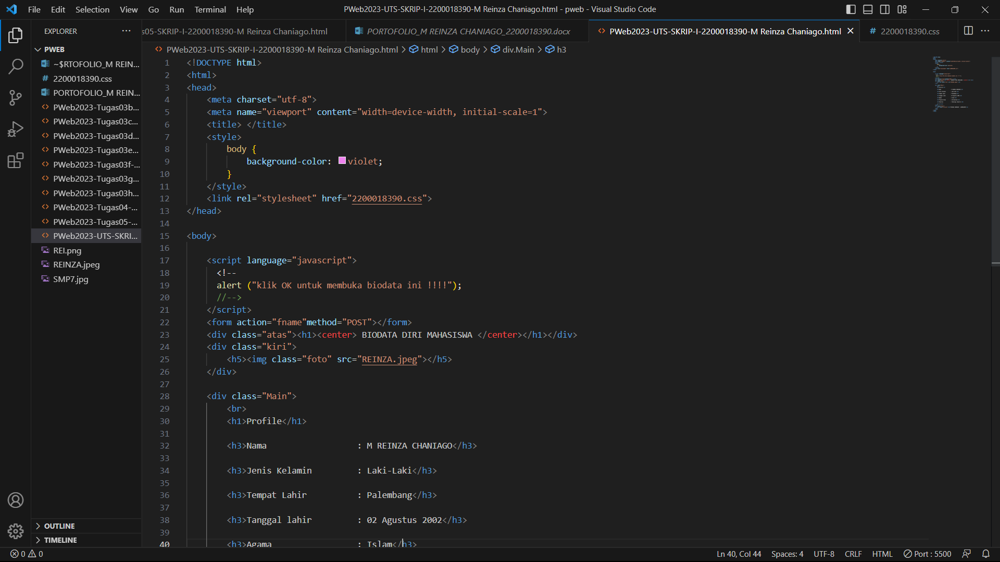 File Edit Selection View Go Run Terminal Help
PWeb2023-UTS-SKRIP-I-2200018390-M Reinza Chaniago.html - pweb - Visual Studio Code
EXPLORER
s05-SKRIP-I-2200018390-M Reinza Chaniago.html
PORTOFOLIO_M REINZA CHANIAGO_2200018390.docx
PWeb2023-UTS-SKRIP-I-2200018390-M Reinza Chaniago.html
# 2200018390.css
PWEB
~$RTOFOLIO_M REIN...
# 2200018390.css
PORTOFOLIO_M REIN...
PWeb2023-Tugas03b...
PWeb2023-Tugas03c...
PWeb2023-Tugas03d...
PWeb2023-Tugas03e...
PWeb2023-Tugas03f-...
PWeb2023-Tugas03g...
PWeb2023-Tugas03h...
PWeb2023-Tugas04-...
PWeb2023-Tugas05-...
PWeb2023-UTS-SKRI...
REI.png
REINZA.jpeg
SMP7.jpg
OUTLINE
TIMELINE
PWeb2023-UTS-SKRIP-I-2200018390-M Reinza Chaniago.html > html > body > div.Main > h3
1 <!DOCTYPE html>
2 <html>
3 <head>
4 <meta charset="utf-8">
5 <meta name="viewport" content="width=device-width, initial-scale=1">
6 <title> </title>
7 <style>
8 body {
9 background-color: violet;
10 }
11 </style>
12 <link rel="stylesheet" href="2200018390.css">
13 </head>
14
15 <body>
16
17 <script language="javascript">
18 <!--
19 alert ("klik OK untuk membuka biodata ini !!!!");
20 //-->
21 </script>
22 <form action="fname"method="POST"></form>
23 <div class="atas"><h1><center> BIODATA DIRI MAHASISWA </center></h1></div>
24 <div class="kiri">
25 <h5><img class="foto" src="REINZA.jpeg"></h5>
26 </div>
27
28 <div class="Main">
29 <br>
30 <h1>Profile</h1>
31
32 <h3>Nama : M REINZA CHANIAGO</h3>
33
34 <h3>Jenis Kelamin : Laki-Laki</h3>
35
36 <h3>Tempat Lahir : Palembang</h3>
37
38 <h3>Tanggal lahir : 02 Agustus 2002</h3>
39
40 <h3>Agama : Islam</h3>
0 0
Ln 40, Col 44 Spaces: 4 UTF-8 CRLF HTML Port : 5500